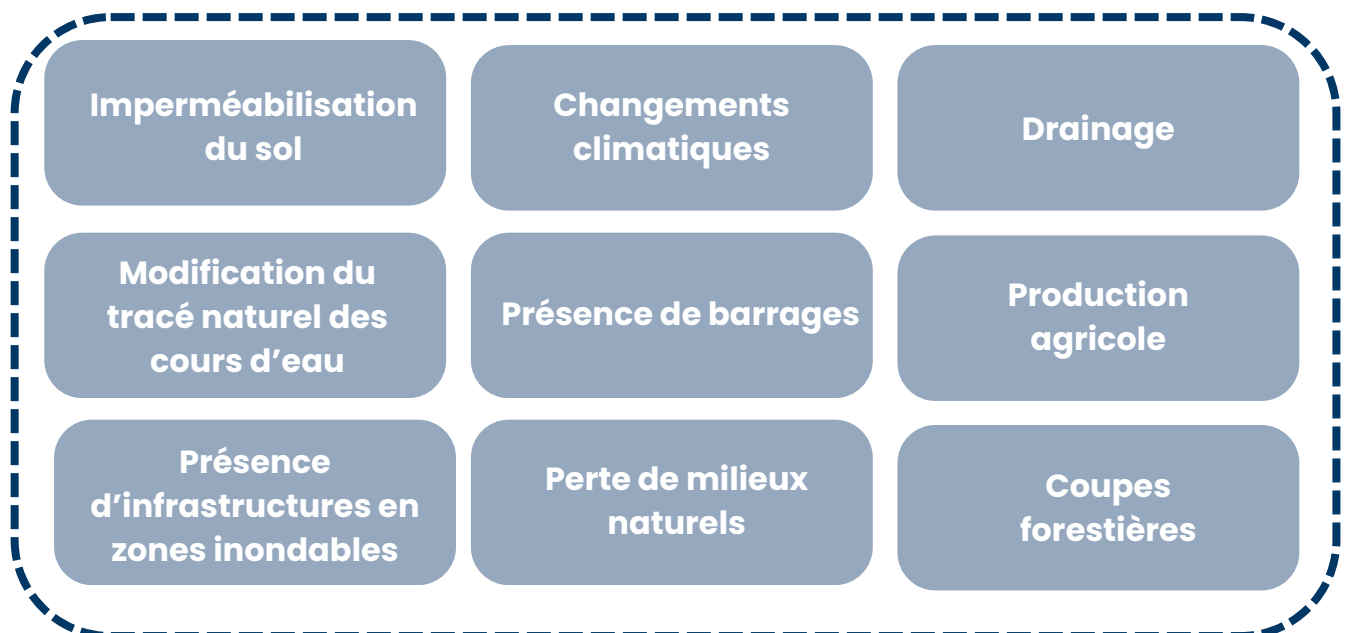 Imperméabilisation
du sol
Changements
climatiques
Drainage
Modification du
tracé naturel des
cours d’eau
Présence de barrages
Production
agricole
Présence
d’infrastructures en
zones inondables
Perte de milieux
naturels
Coupes
forestières